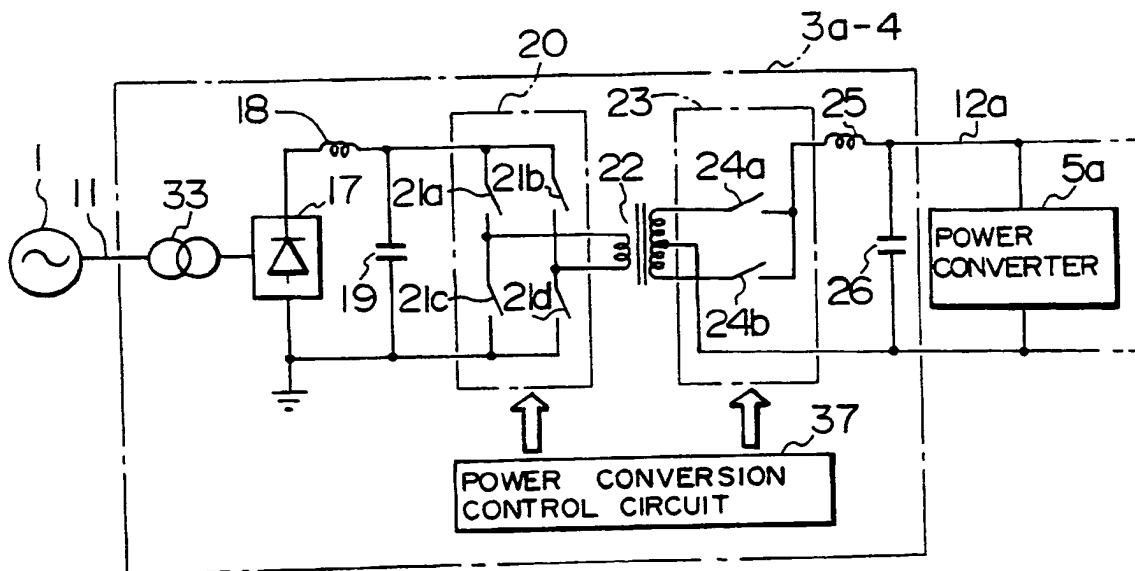 3a-4
20
23
25
12a
18
1
11
33
17
21a
21b
22
24a
5a
POWER
CONVERTER
19
21c
21d
24b
26
37
POWER CONVERSION
CONTROL CIRCUIT